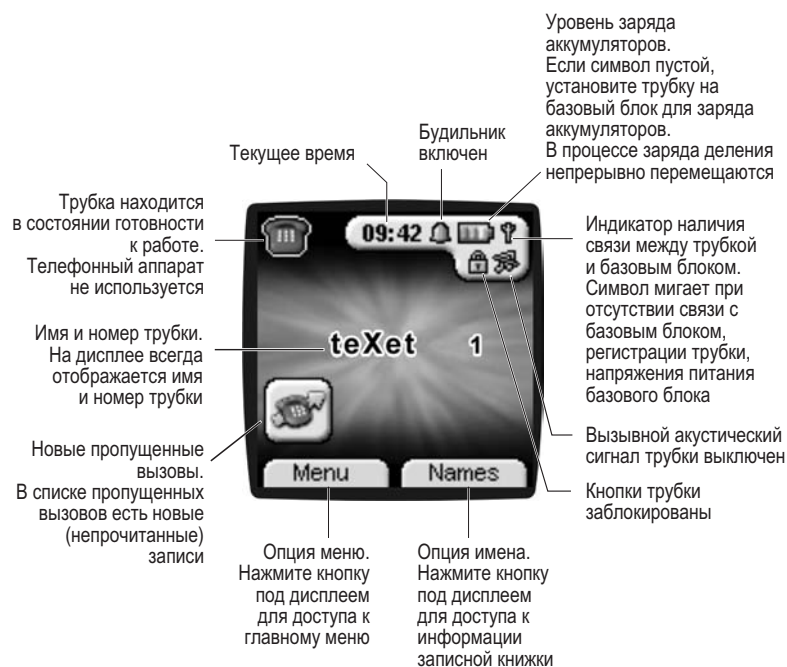 Уровень заряда
аккумуляторов.
Если символ пустой,
установите трубку на
базовый блок для заряда
аккумуляторов.
В процессе заряда деления
непрерывно перемещаются
Будильник
включен
Текущее время
Трубка находится
в состоянии готовности
к работе.
Телефонный аппарат
не используется
09:42
Индикатор наличия
связи между трубкой
и базовым блоком.
Символ мигает при
отсутствии связи с
базовым блоком,
регистрации трубки,
напряжения питания
базового блока
Имя и номер трубки.
На дисплее всегда
отображается имя
и номер трубки
teXet 1
Новые пропущенные
вызовы.
В списке пропущенных
вызовов есть новые
(непрочитанные)
записи
Menu Names
Вызывной акустический
сигнал трубки выключен
Кнопки трубки
заблокированы
Опция меню.
Нажмите кнопку
под дисплеем
для доступа к
главному меню
Опция имена.
Нажмите кнопку
под дисплеем
для доступа к
информации
записной книжки